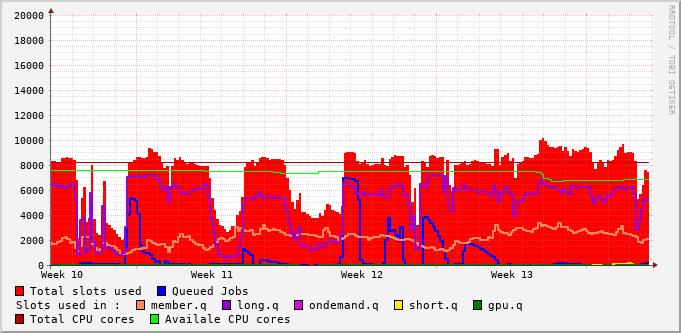 20000
18000
16000
14000
12000
10000
8000
6000
4000
2000
0
Week 10 Week 11 Week 12 Week 13
Total slots used Queued Jobs
Slots used in : member.q long.q ondemand.q short.q gpu.q
Total CPU cores Availale CPU cores
RRDTOOL / TOBI OETIKER